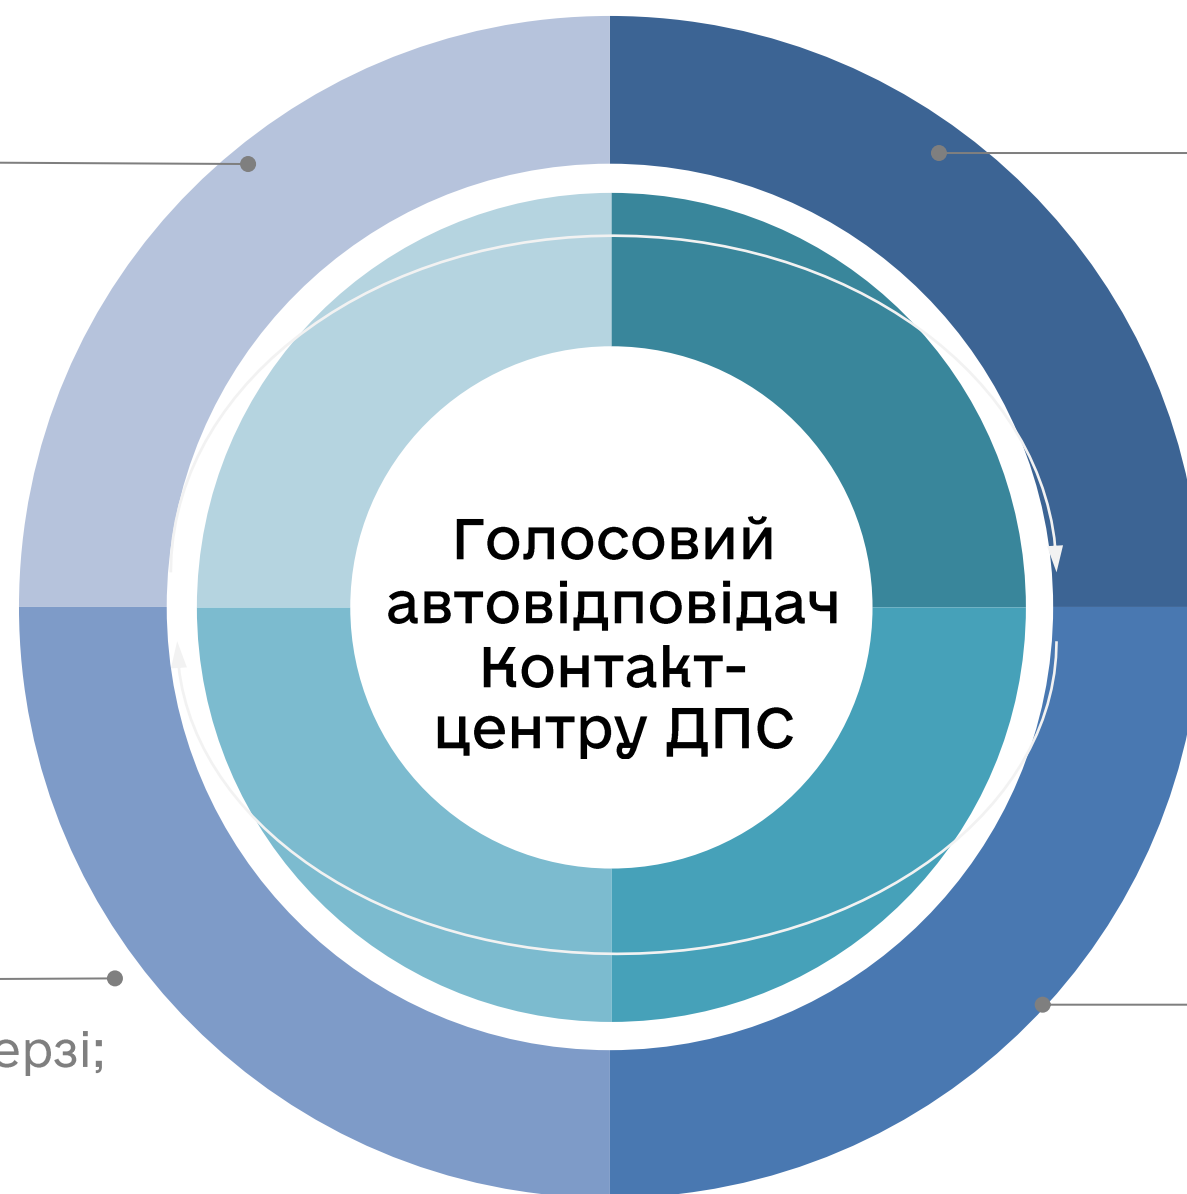 Голосовий
автовідповідач
Контакт-
центру ДПС
ерзі;